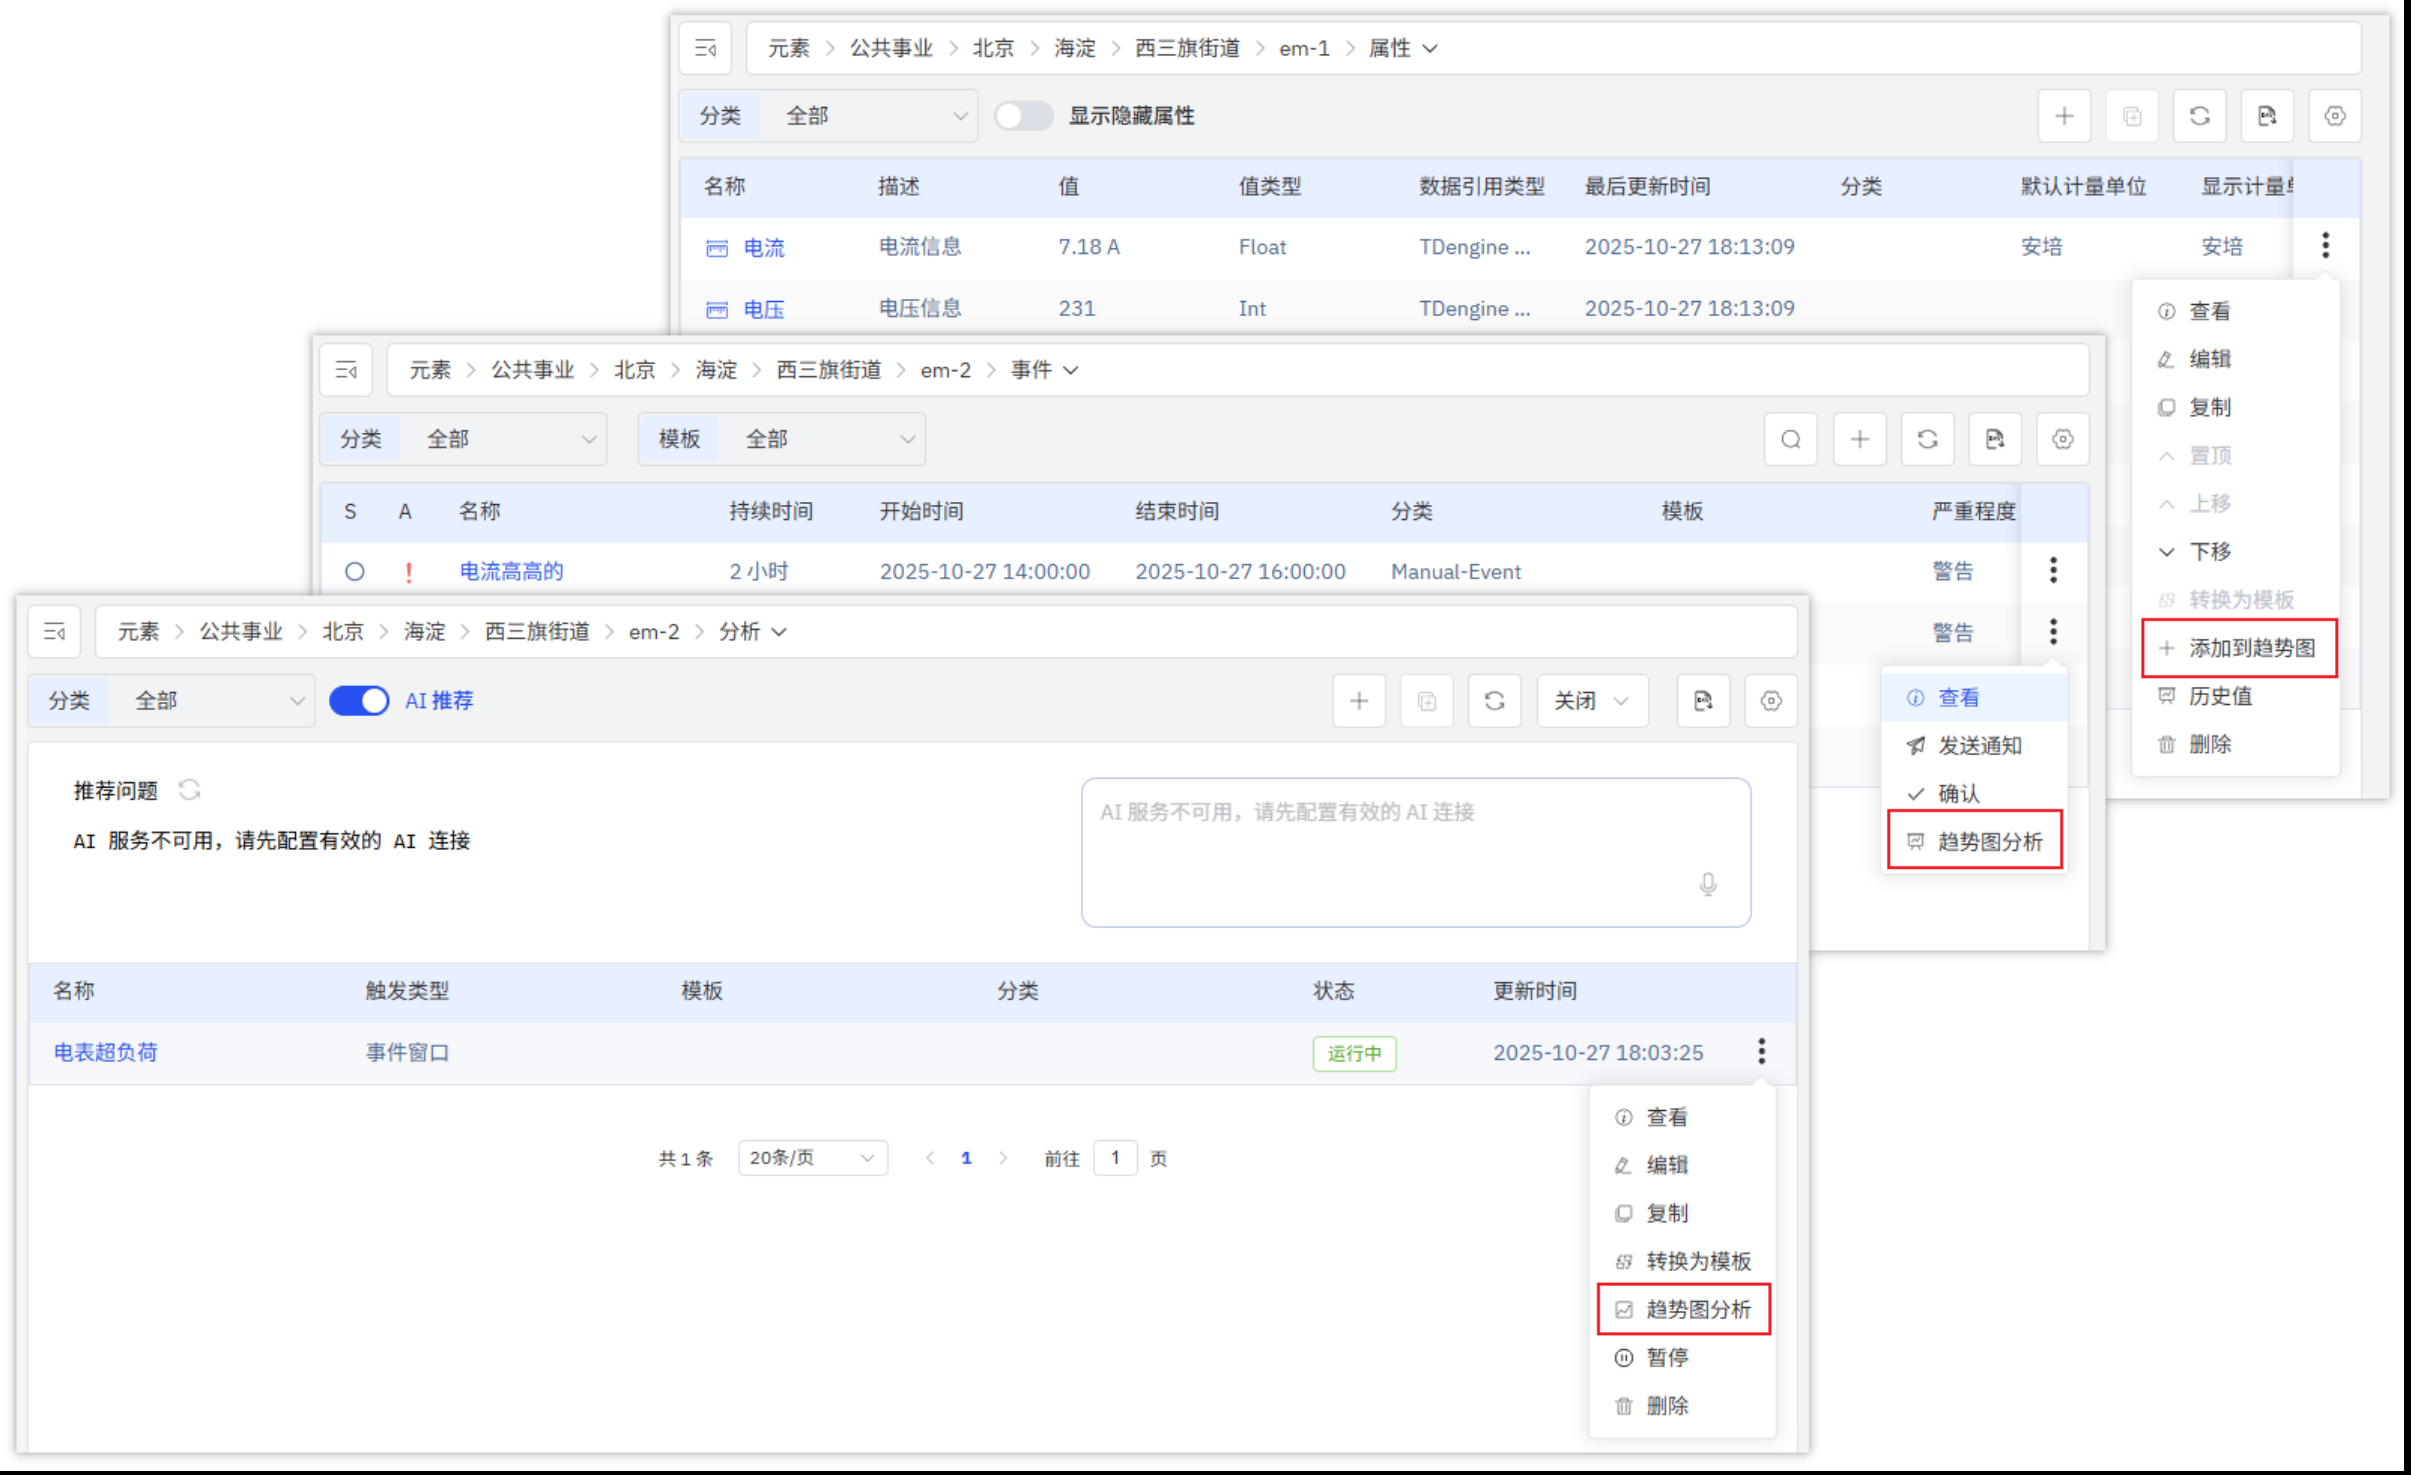 元素 > 公共事业 > 北京 > 海淀 > 西三旗街道 > em-1 > 属性
分类 全部 显示隐藏属性
名称 描述 值 值类型 数据引用类型 最后更新时间 分类 默认计量单位 显示计量
电流 电流信息 7.18 A Float TDengine ... 2025-10-27 18:13:09 安培 安培
电压 电压信息 231 Int TDengine ... 2025-10-27 18:13:09
查看
编辑
复制
置顶
上移
下移
转换为模板
添加到趋势图
历史值
删除
元素 > 公共事业 > 北京 > 海淀 > 西三旗街道 > em-2 > 事件
分类 全部 模板 全部
S A 名称 持续时间 开始时间 结束时间 分类 模板 严重程度
电流高高的 2 小时 2025-10-27 14:00:00 2025-10-27 16:00:00 Manual-Event 警告
警告
查看
发送通知
确认
趋势图分析
元素 > 公共事业 > 北京 > 海淀 > 西三旗街道 > em-2 > 分析
分类 全部 AI 推荐 关闭
推荐问题
AI 服务不可用，请先配置有效的 AI 连接
AI 服务不可用，请先配置有效的 AI 连接
名称 触发类型 模板 分类 状态 更新时间
电表超负荷 事件窗口 运行中 2025-10-27 18:03:25
共 1 条 20条/页 < 1 > 前往 1 页
查看
编辑
复制
转换为模板
趋势图分析
暂停
删除